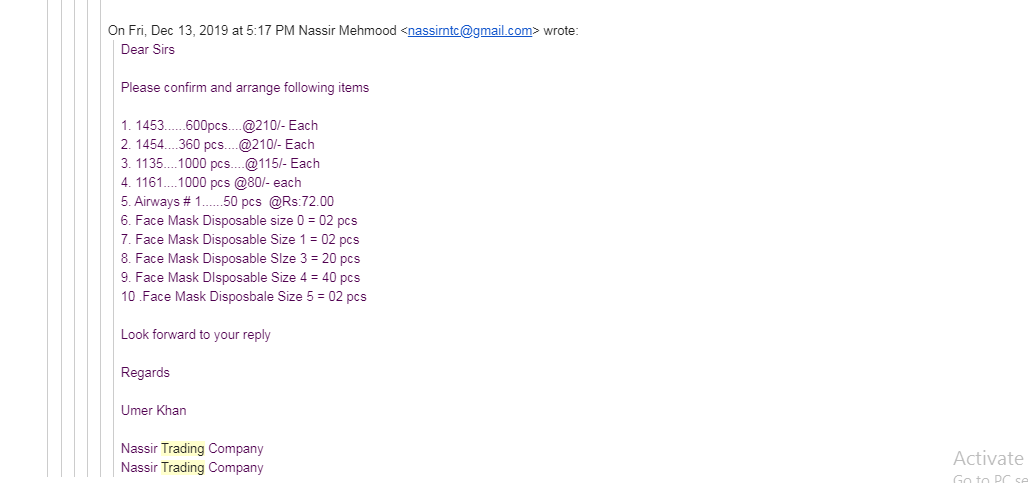 On Fri, Dec 13, 2019 at 5:17 PM Nassir Mehmood <nassirntc@gmail.com> wrote:
Dear Sirs
Please confirm and arrange following items
1. 1453......600pcs....@210/- Each
2. 1454....360 pcs....@210/- Each
3. 1135....1000 pcs....@115/- Each
4. 1161....1000 pcs @80/- each
5. Airways # 1......50 pcs  @Rs:72.00
6. Face Mask Disposable size 0 = 02 pcs
7. Face Mask Disposable Size 1 = 02 pcs
8. Face Mask Disposable SIze 3 = 20 pcs
9. Face Mask DIsposable Size 4 = 40 pcs
10 .Face Mask Disposbale Size 5 = 02 pcs
Look forward to your reply
Regards
Umer Khan
Nassir Trading Company
Nassir Trading Company
Activate
Go to PC se